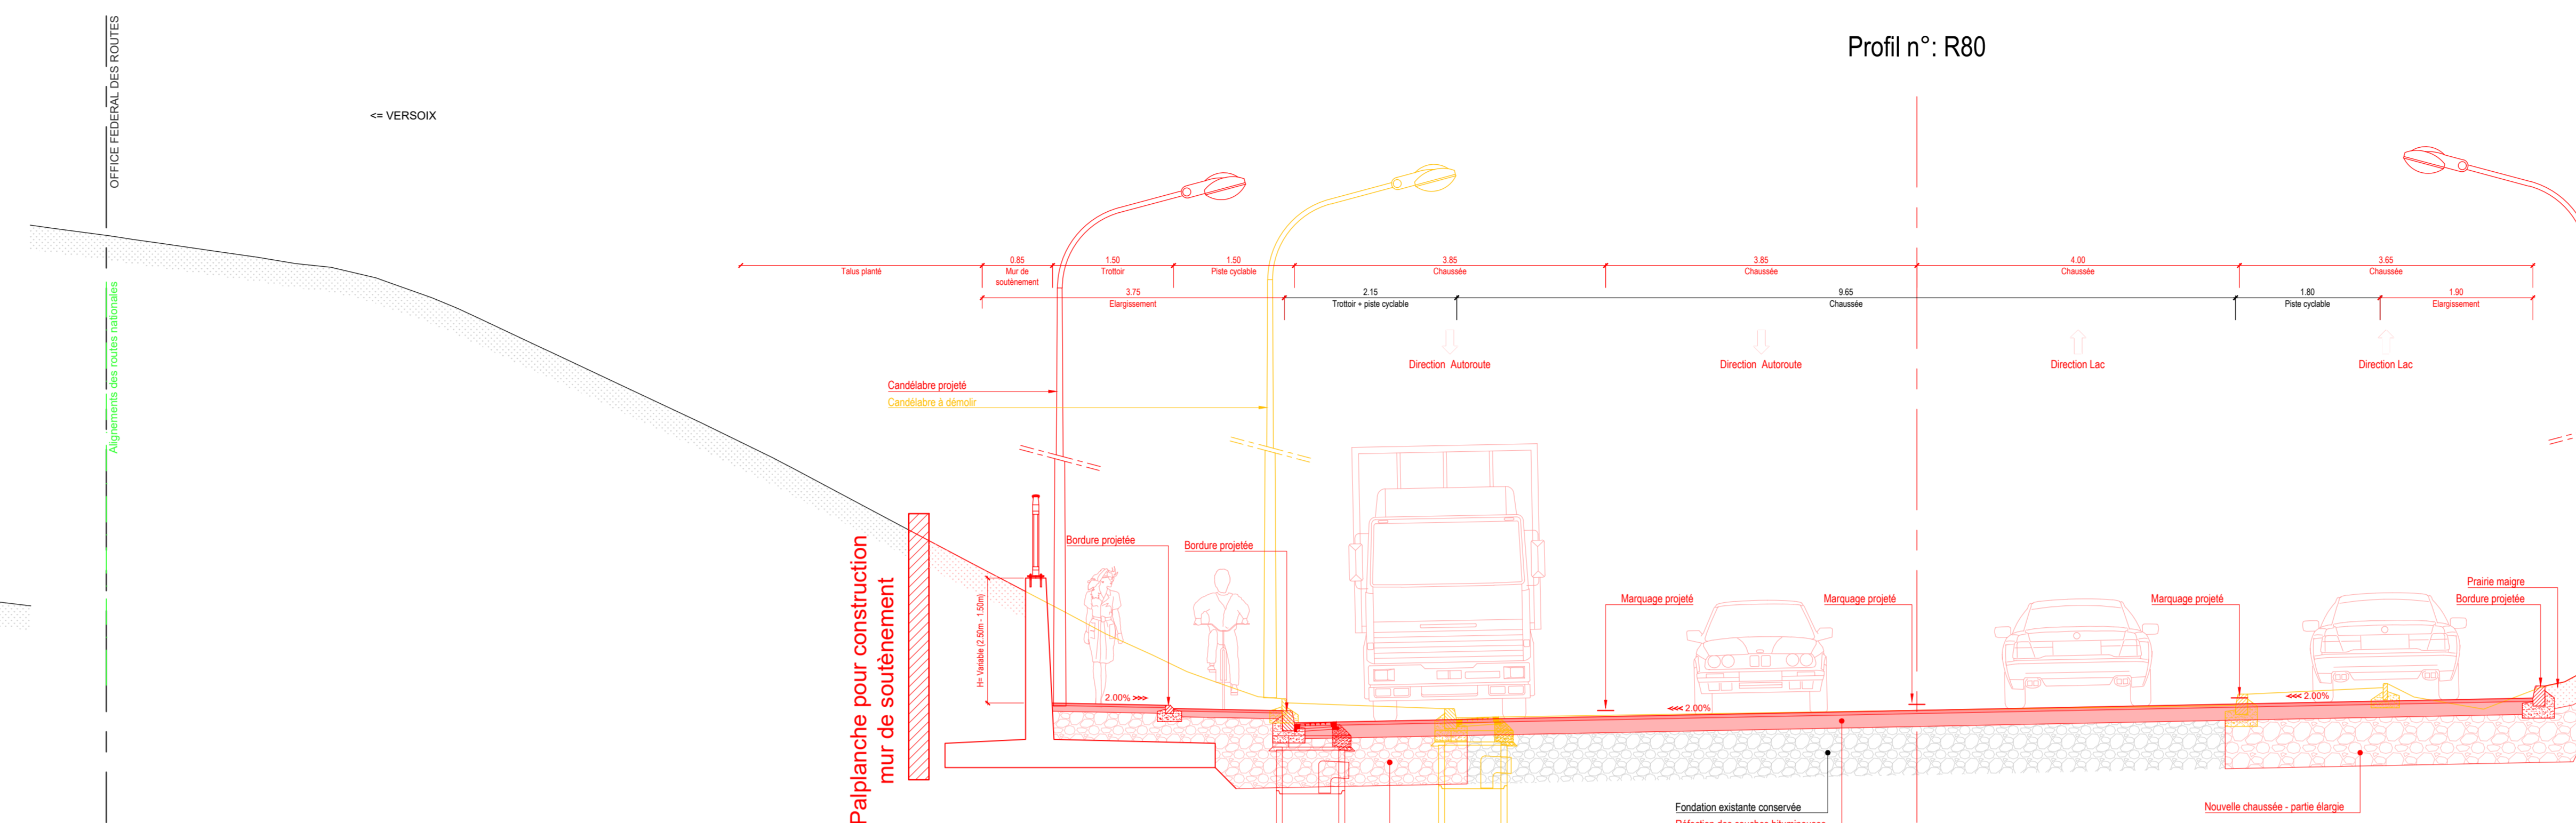 Profil n°: R80
OFFICE FEDERAL DES ROUTES
<= VERSOIX
Alignements des routes nationales
0.85
1.50
1.50
3.85
3.85
4.00
3.65
Talus planté
Mur de
soutènement
Trottoir
Piste cyclable
Chaussée
Chaussée
Chaussée
Chaussée
3.75
2.15
9.65
1.80
1.90
Elargissement
Trottoir + piste cyclable
Chaussée
Piste cyclable
Elargissement
Direction Autoroute
Direction Autoroute
Direction Lac
Direction Lac
Candélabre projeté
Candélabre à démolir
Palplanche pour construction
mur de soutènement
Bordure projetée
Bordure projetée
H= Variable (2.50m - 1.50m)
Marquage projeté
Marquage projeté
Marquage projeté
Prairie maigre
Bordure projetée
2.00% >>>
<<< 2.00%
<<< 2.00%
Fondation existante conservée
Nouvelle chaussée - partie élargie